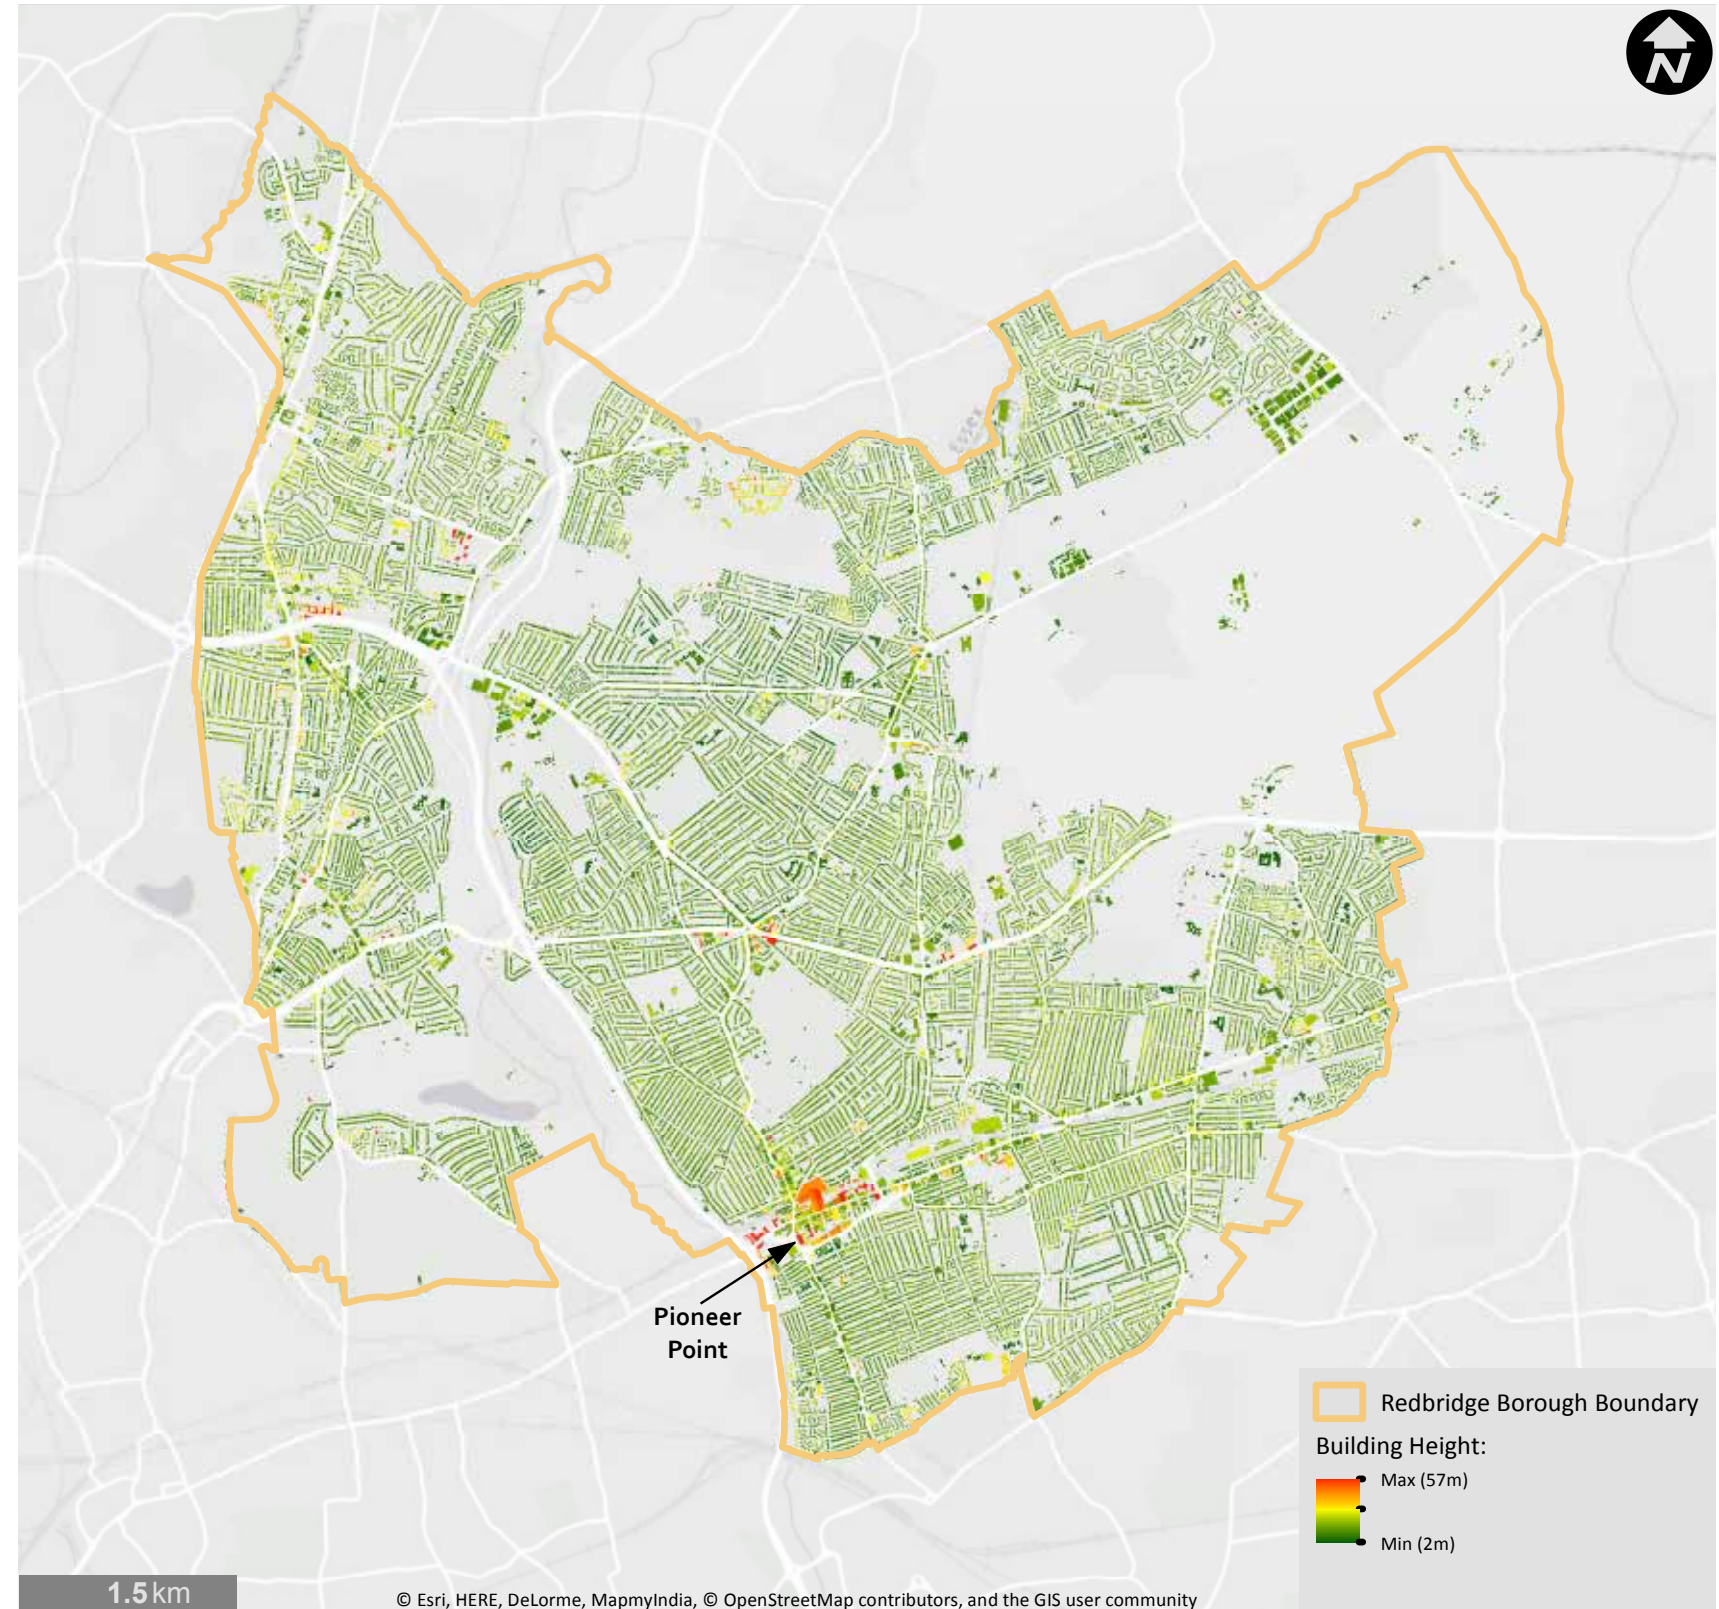 N
Essex
Pioneer
Point
Redbridge Borough Boundary
Building Height:
Max (57m)
Min (2m)
1.5 km
© Esri, HERE, DeLorme, MapmyIndia, © OpenStreetMap contributors, and the GIS user community